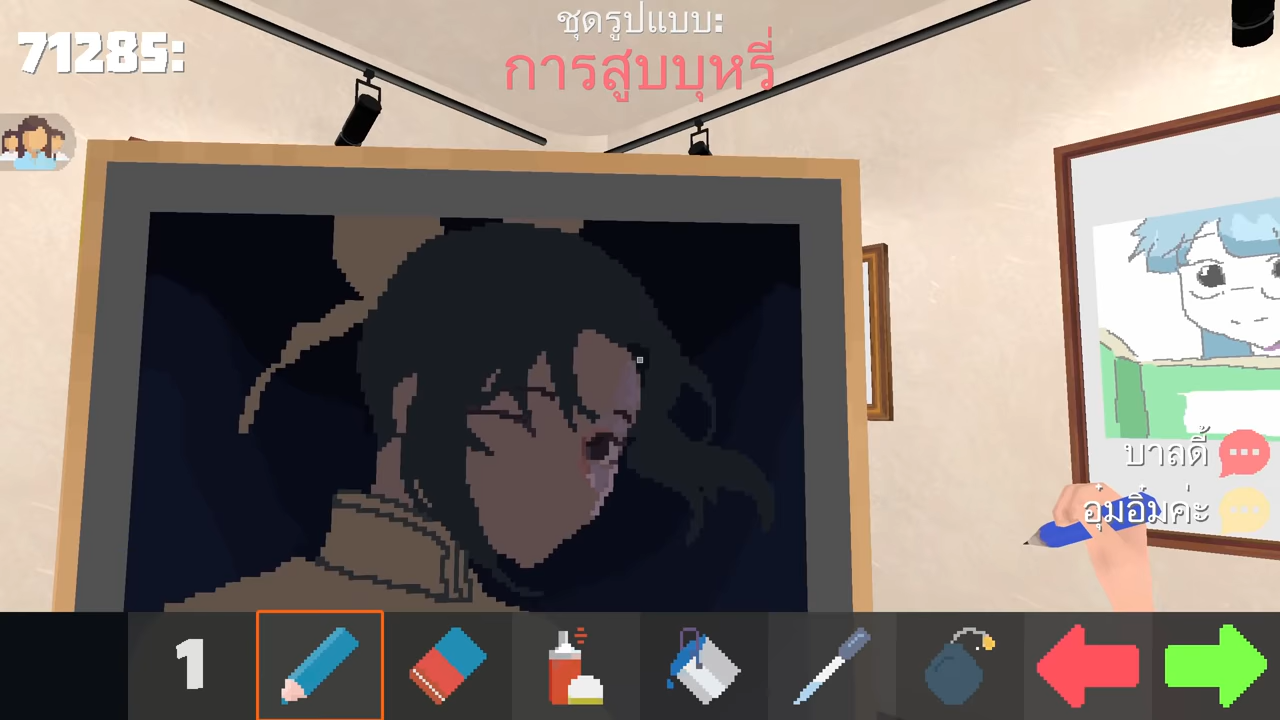 71285:
ชุดรูปแบบ:
การสูบบุหรี่
บาลดี้
อุ๋มอิ๋มค่ะ
1